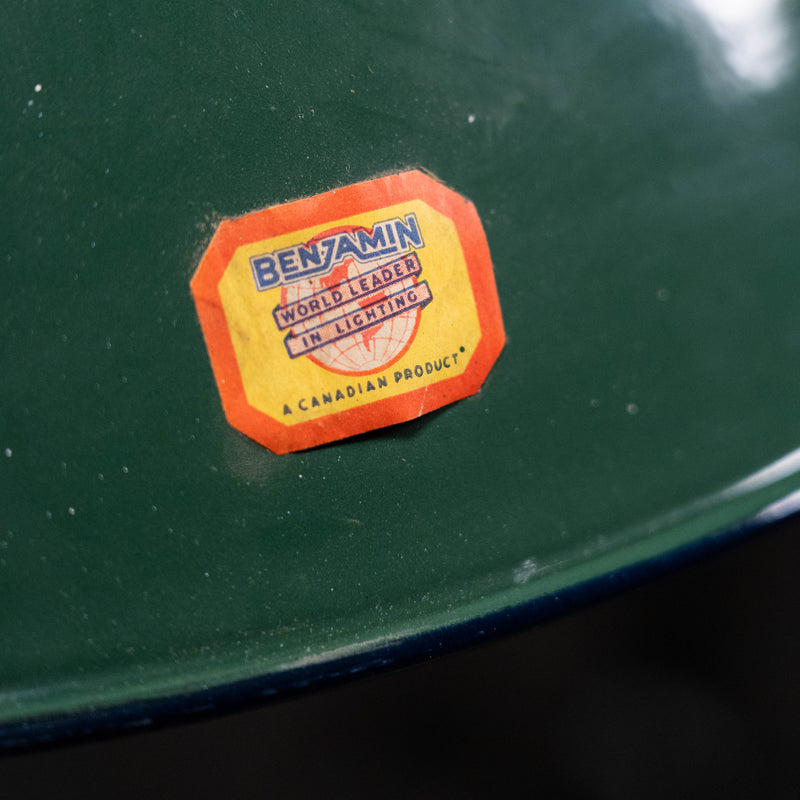 BENJAMIN
WORLD LEADER
IN LIGHTING
A CANADIAN PRODUCT